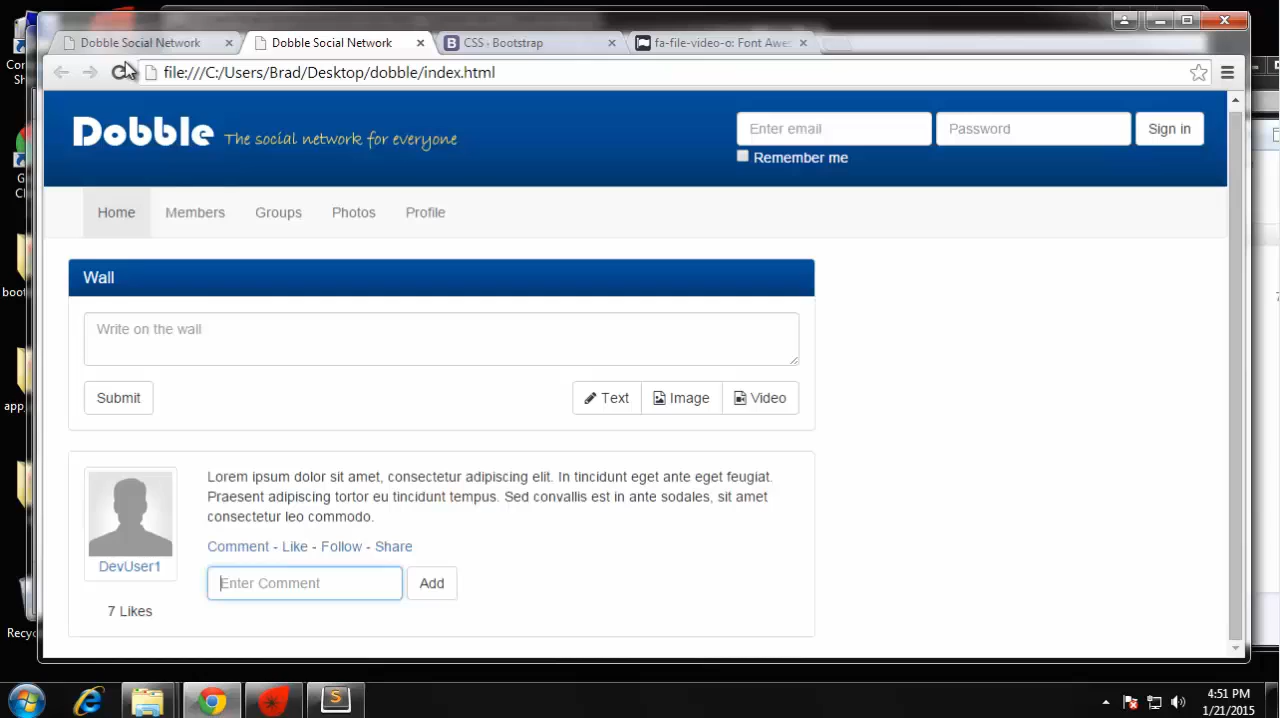 Dobble Social Network
Dobble Social Network
CSS · Bootstrap
fa-file-video-o: Font Awes
file:///C:/Users/Brad/Desktop/dobble/index.html
Dobble The social network for everyone
Enter email
Password
Sign in
Remember me
Home Members Groups Photos Profile
Wall
Write on the wall
Submit
Text Image Video
Lorem ipsum dolor sit amet, consectetur adipiscing elit. In tincidunt eget ante eget feugiat.
Praesent adipiscing tortor eu tincidunt tempus. Sed convallis est in ante sodales, sit amet
consectetur leo commodo.
Comment - Like - Follow - Share
DevUser1
Enter Comment
Add
7 Likes
Recyc
4:51 PM
1/21/2015